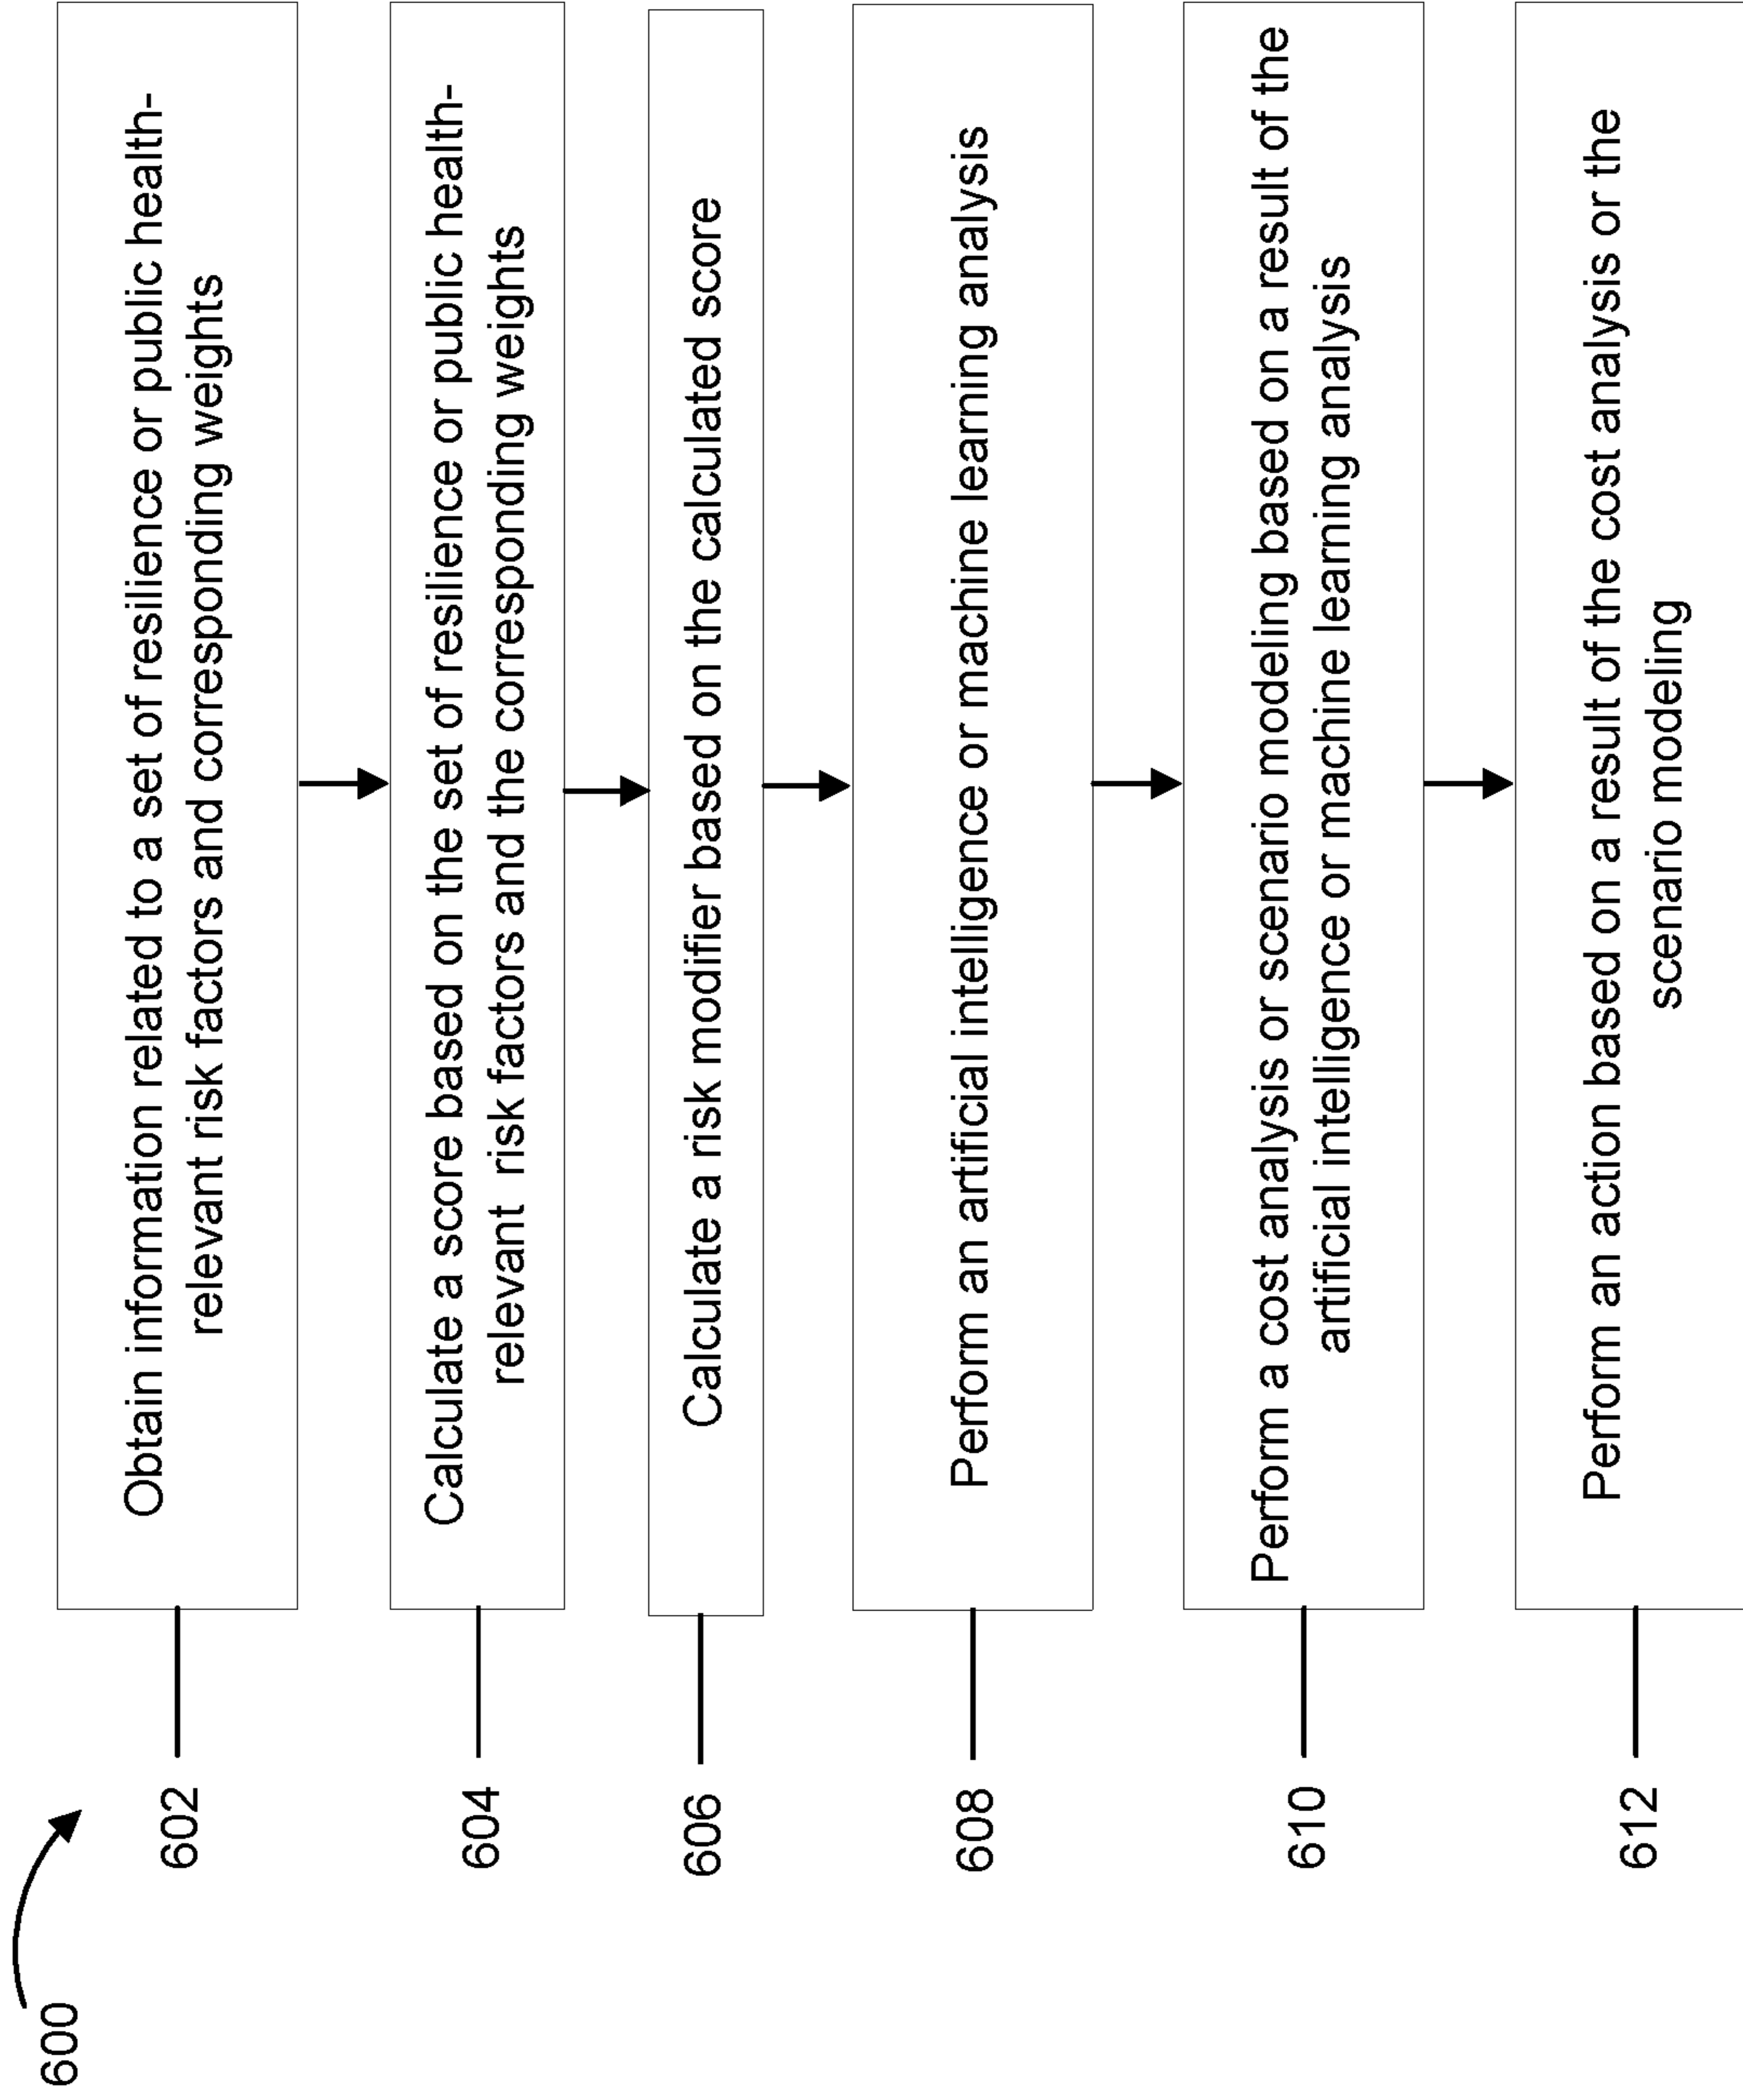 600
602
Obtain information related to a set of resilience or public health-
relevant risk factors and corresponding weights
604
Calculate a score based on the set of resilience or public health-
relevant risk factors and the corresponding weights
606
Calculate a risk modifier based on the calculated score
608
Perform an artificial intelligence or machine learning analysis
610
Perform a cost analysis or scenario modeling based on a result of the
artificial intelligence or machine learning analysis
612
Perform an action based on a result of the cost analysis or the
scenario modeling